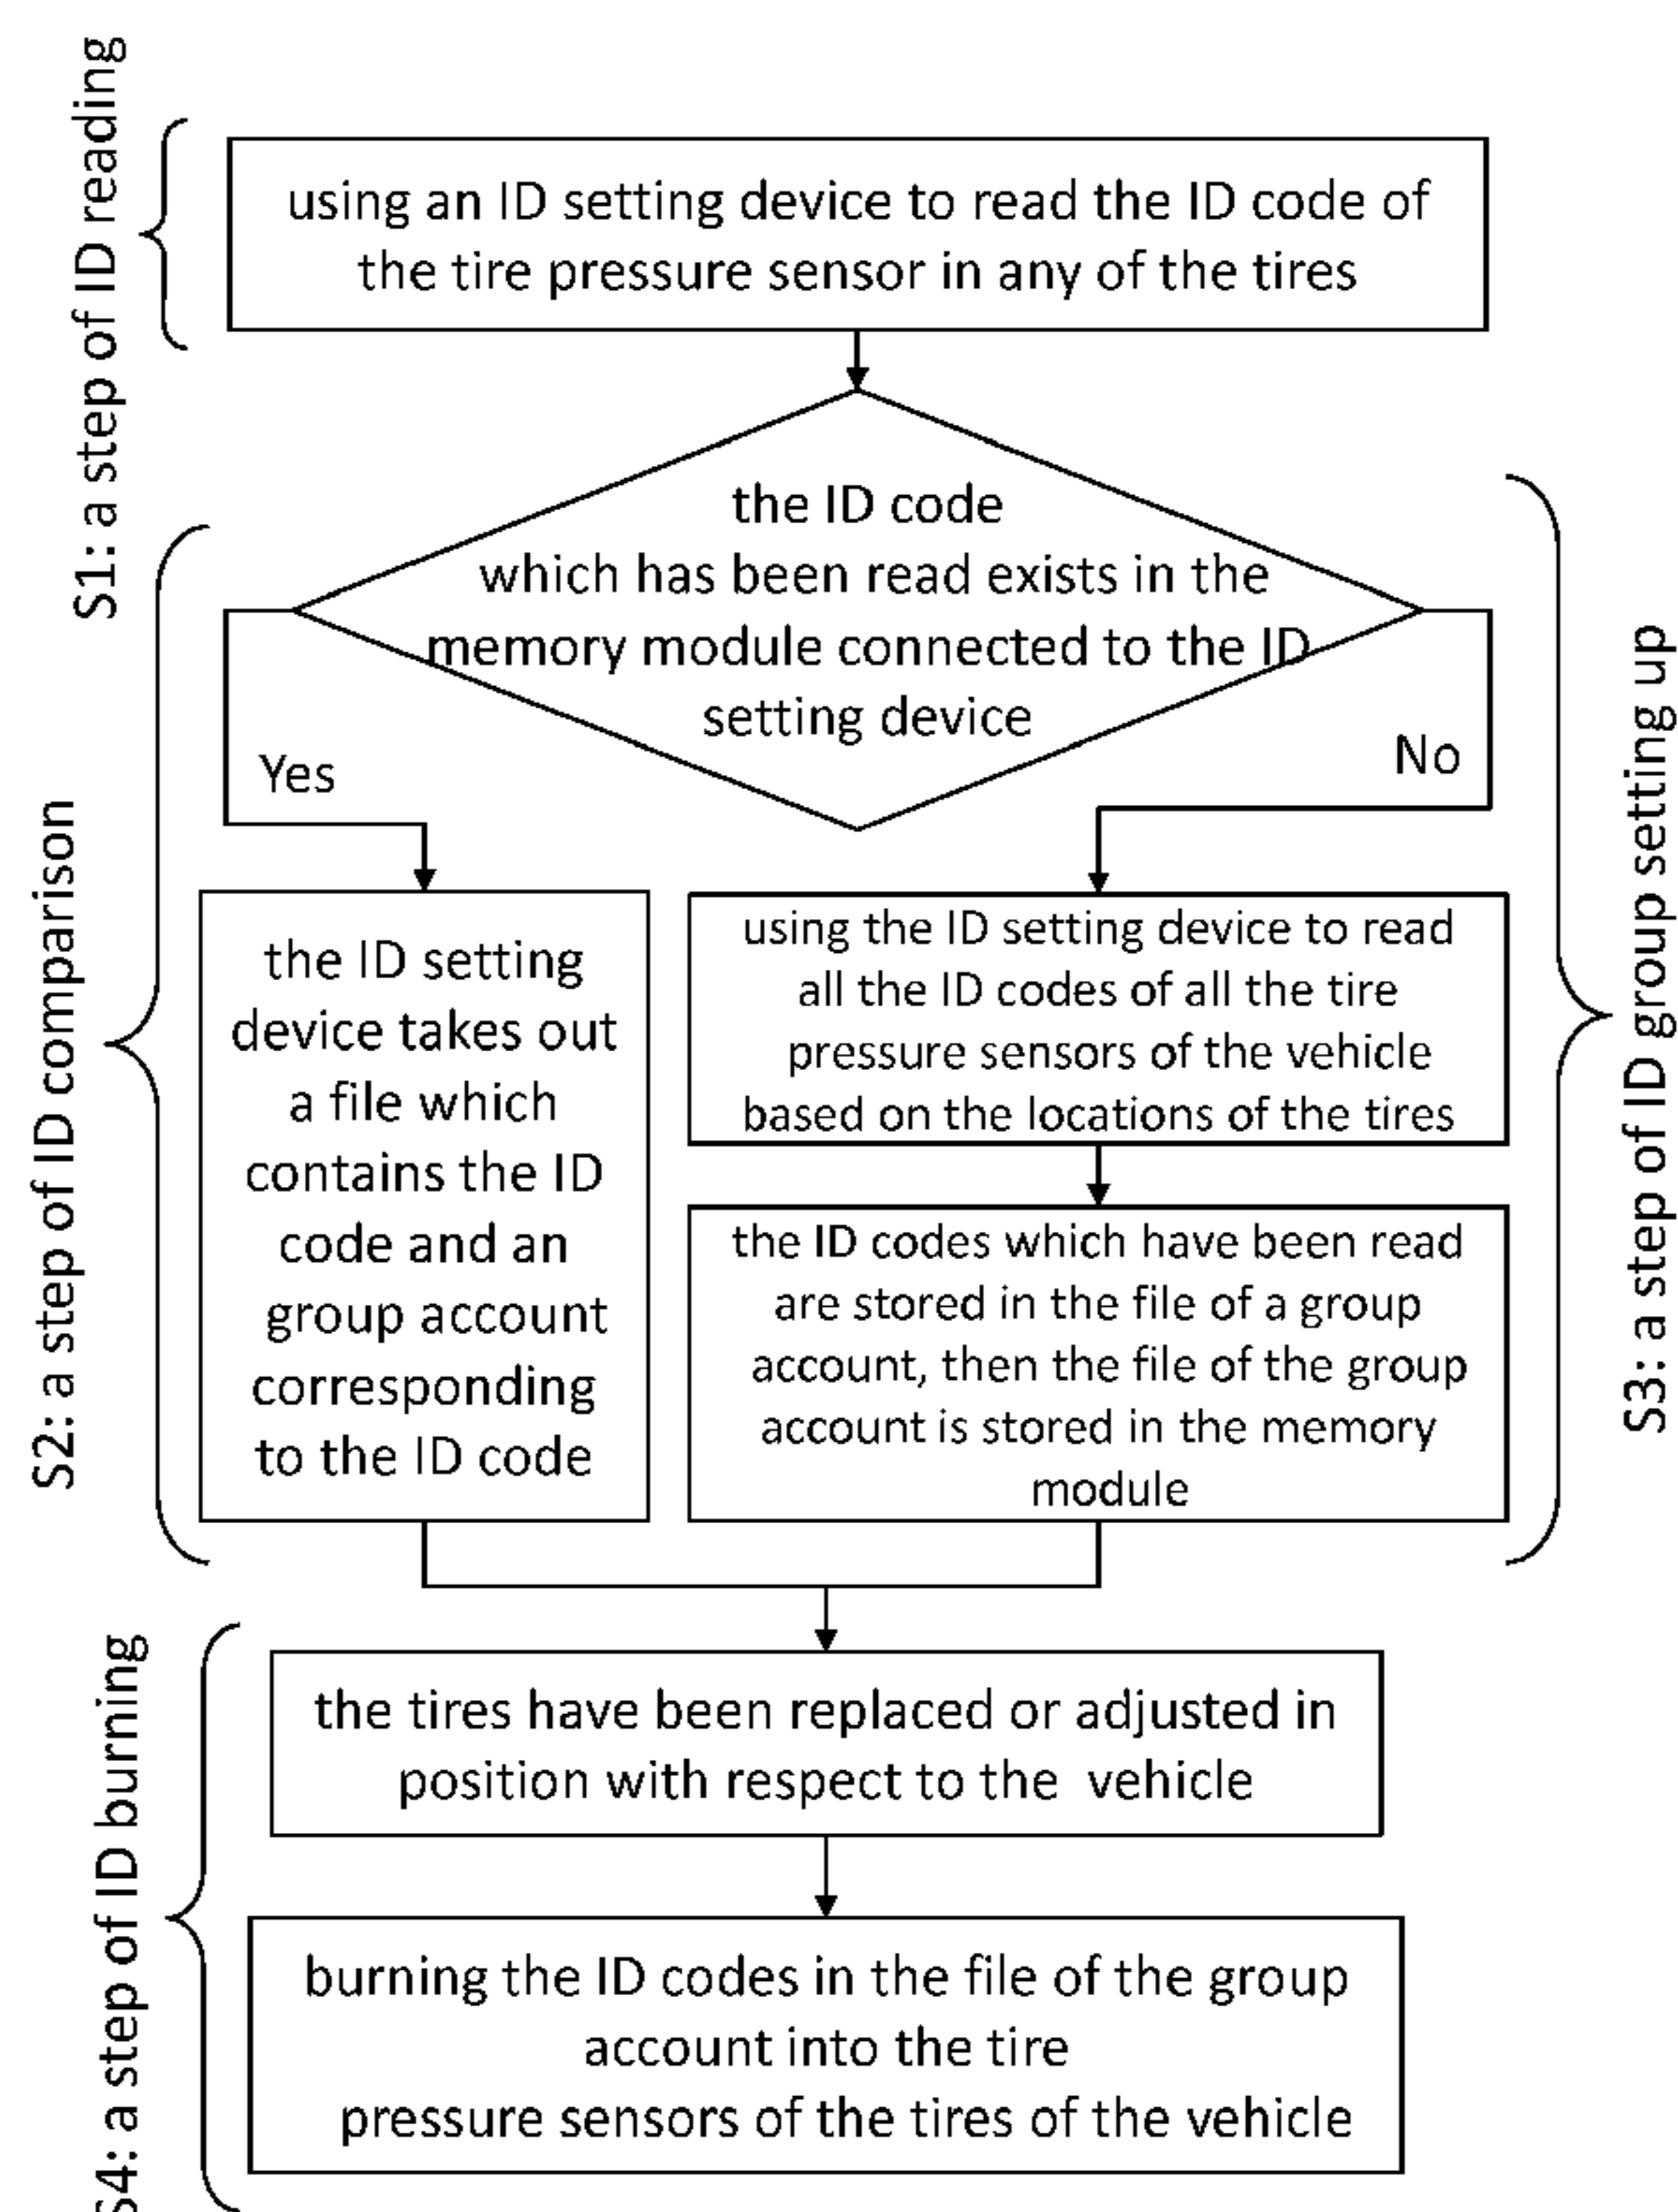 S1: a step of ID reading
using an ID setting device to read the ID code of
the tire pressure sensor in any of the tires
the ID code
which has been read exists in the
memory module connected to the ID
setting device
Yes
No
S2: a step of ID comparison
the ID setting
device takes out
a file which
contains the ID
code and an
group account
corresponding
to the ID code
using the ID setting device to read
all the ID codes of all the tire
pressure sensors of the vehicle
based on the locations of the tires
the ID codes which have been read
are stored in the file of a group
account, then the file of the group
account is stored in the memory
module
S3: a step of ID group setting up
S4: a step of ID burning
the tires have been replaced or adjusted in
position with respect to the vehicle
burning the ID codes in the file of the group
account into the tire
pressure sensors of the tires of the vehicle